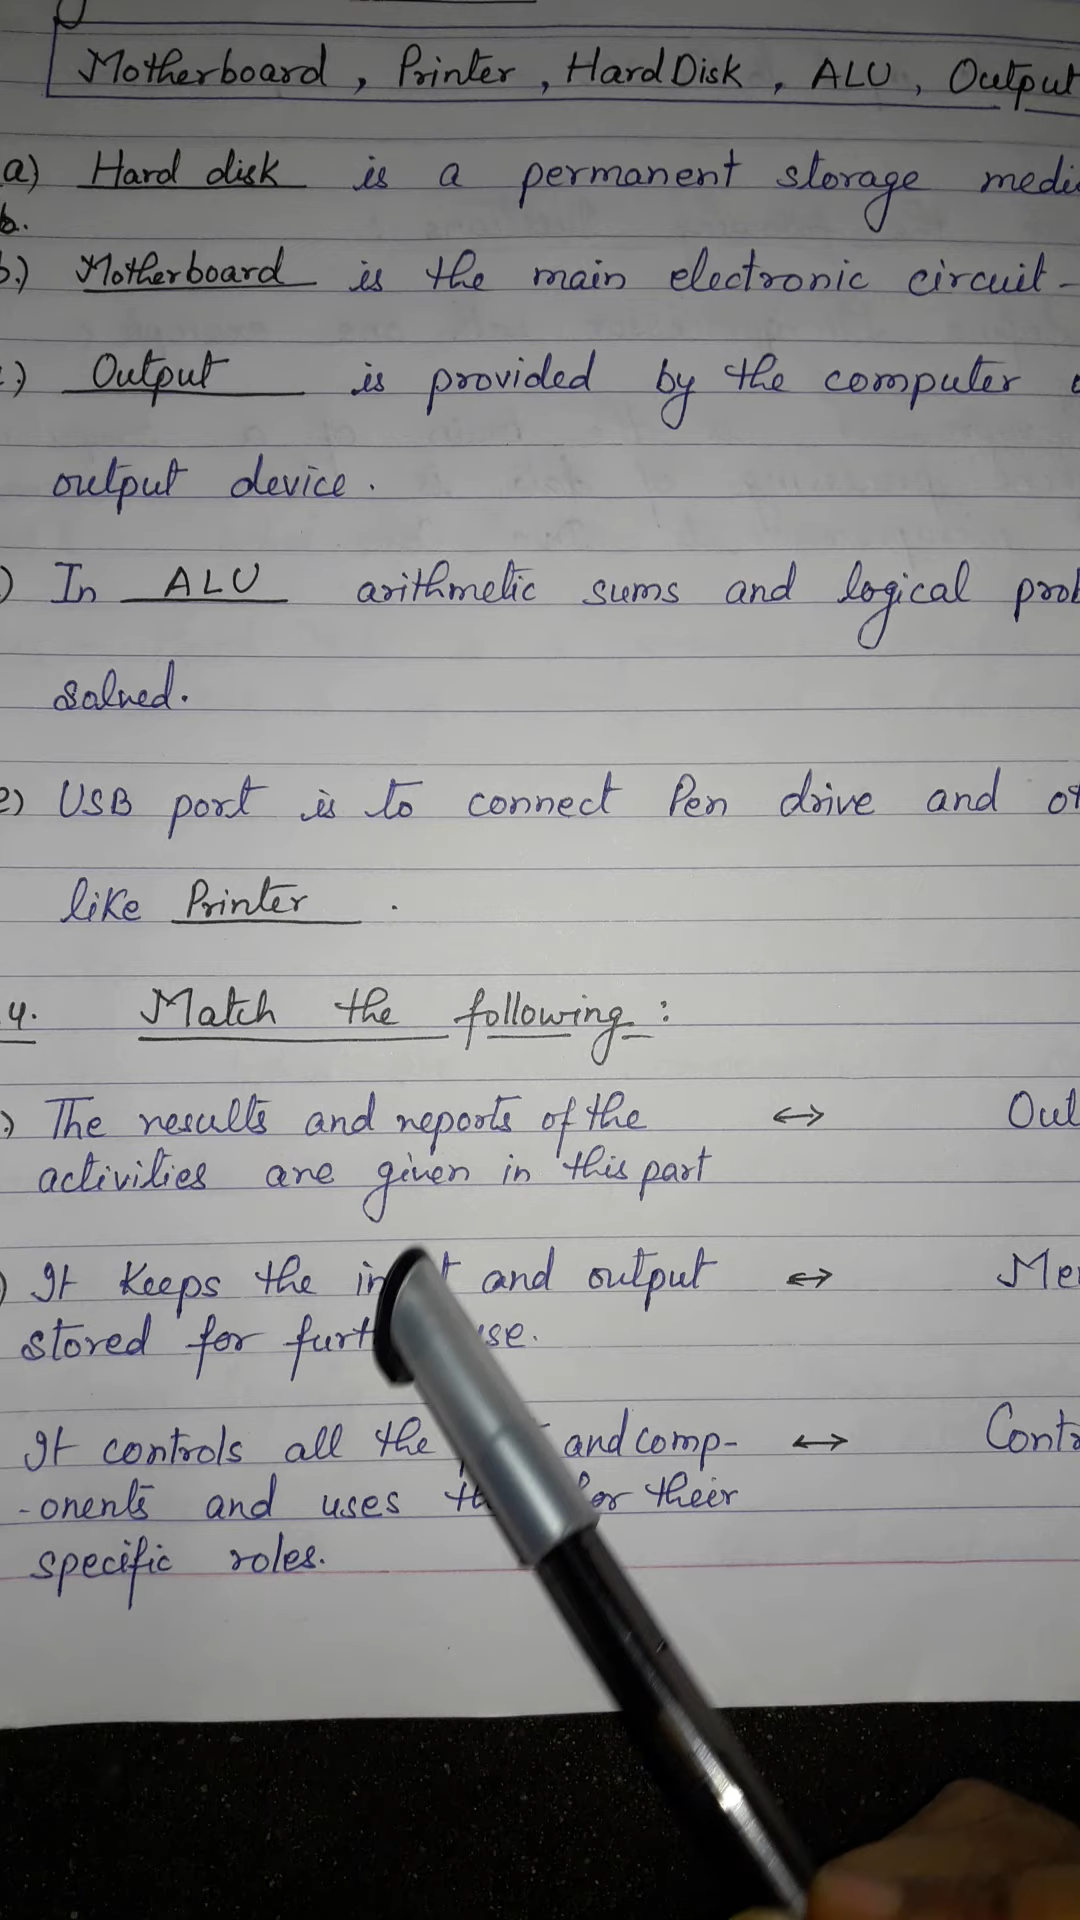 Motherboard, Printer, Hard Disk, ALU, Output
a) Hard disk is a permanent storage
b.
b.) Motherboard is the main electronic circuit-
Output is provided by the computer
output device.
In ALU arithmetic sums and logical
solved.
e) USB port is to connect Pen drive and
like Printer.
4. Match the following:
The results and reports of the ↔
activities are given in this part
It keeps the and output ↔
stored for
It controls all the and comp- ↔
-onents and uses for their
specific roles.